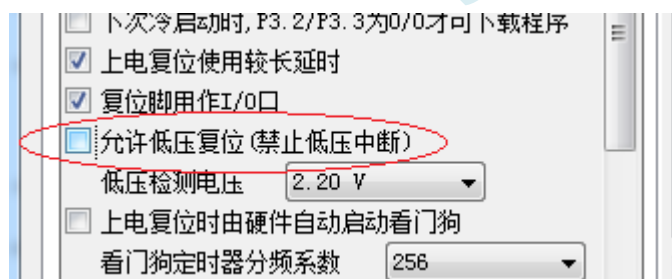 下次冷启动时,P3.2/P3.3为0/0才可下载程序
上电复位使用较长延时
复位脚用作I/O口
允许低压复位(禁止低压中断)
低压检测电压 2.20 V
上电复位时由硬件自动启动看门狗
看门狗定时器分频系数 256